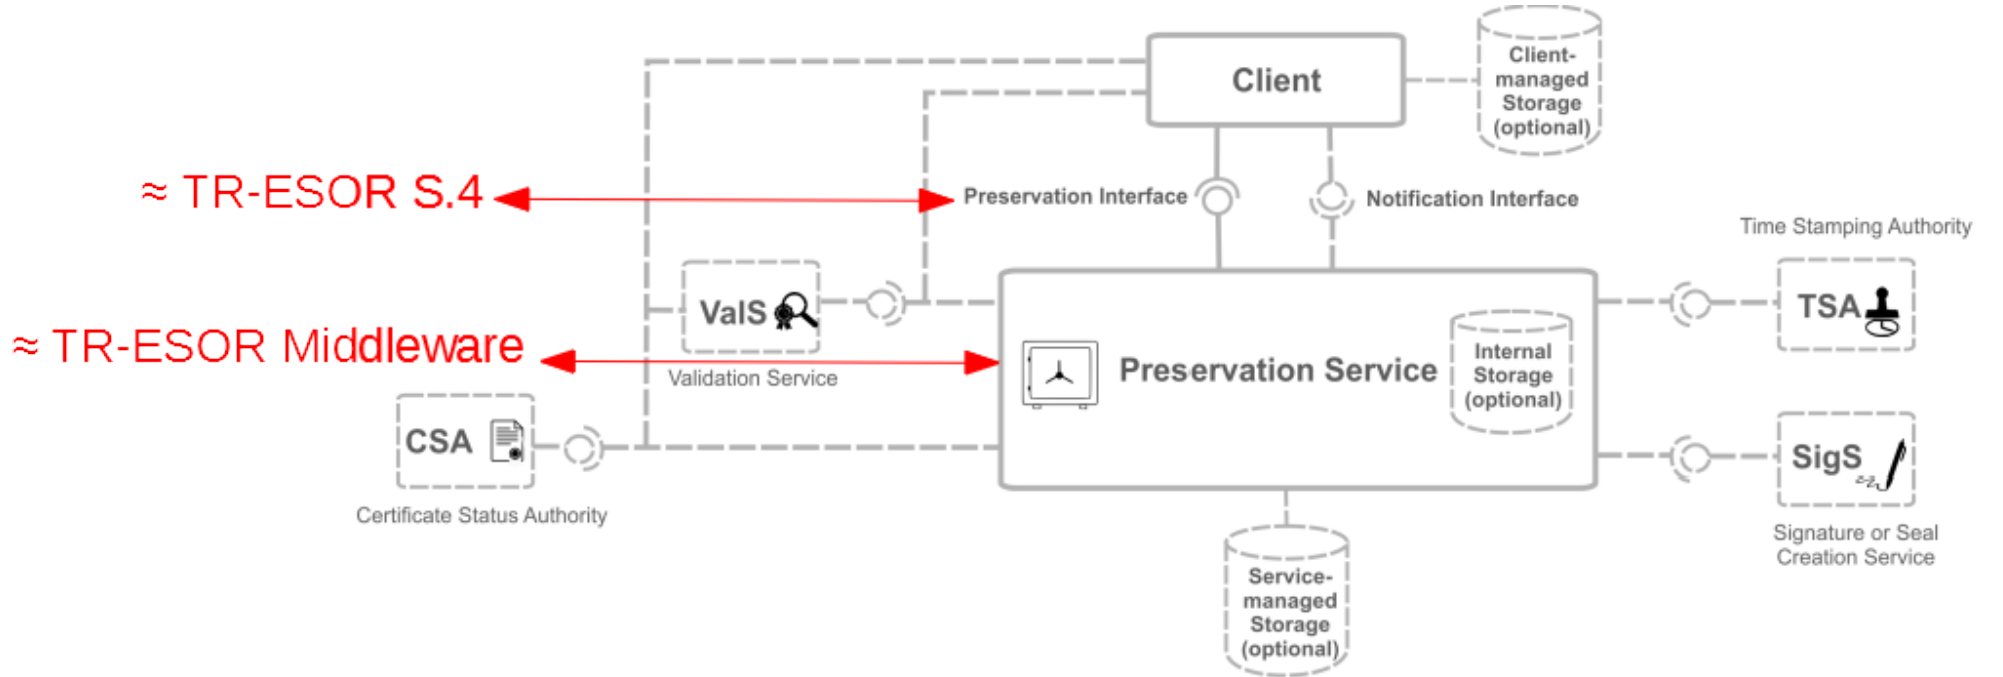 Client
Client-
managed
Storage
(optional)
≈ TR-ESOR S.4
Preservation Interface
Notification Interface
Time Stamping Authority
ValS
TSA
≈ TR-ESOR Middleware
Validation Service
Preservation Service
Internal
Storage
(optional)
CSA
SigS
Certificate Status Authority
Signature or Seal
Creation Service
Service-
managed
Storage
(optional)